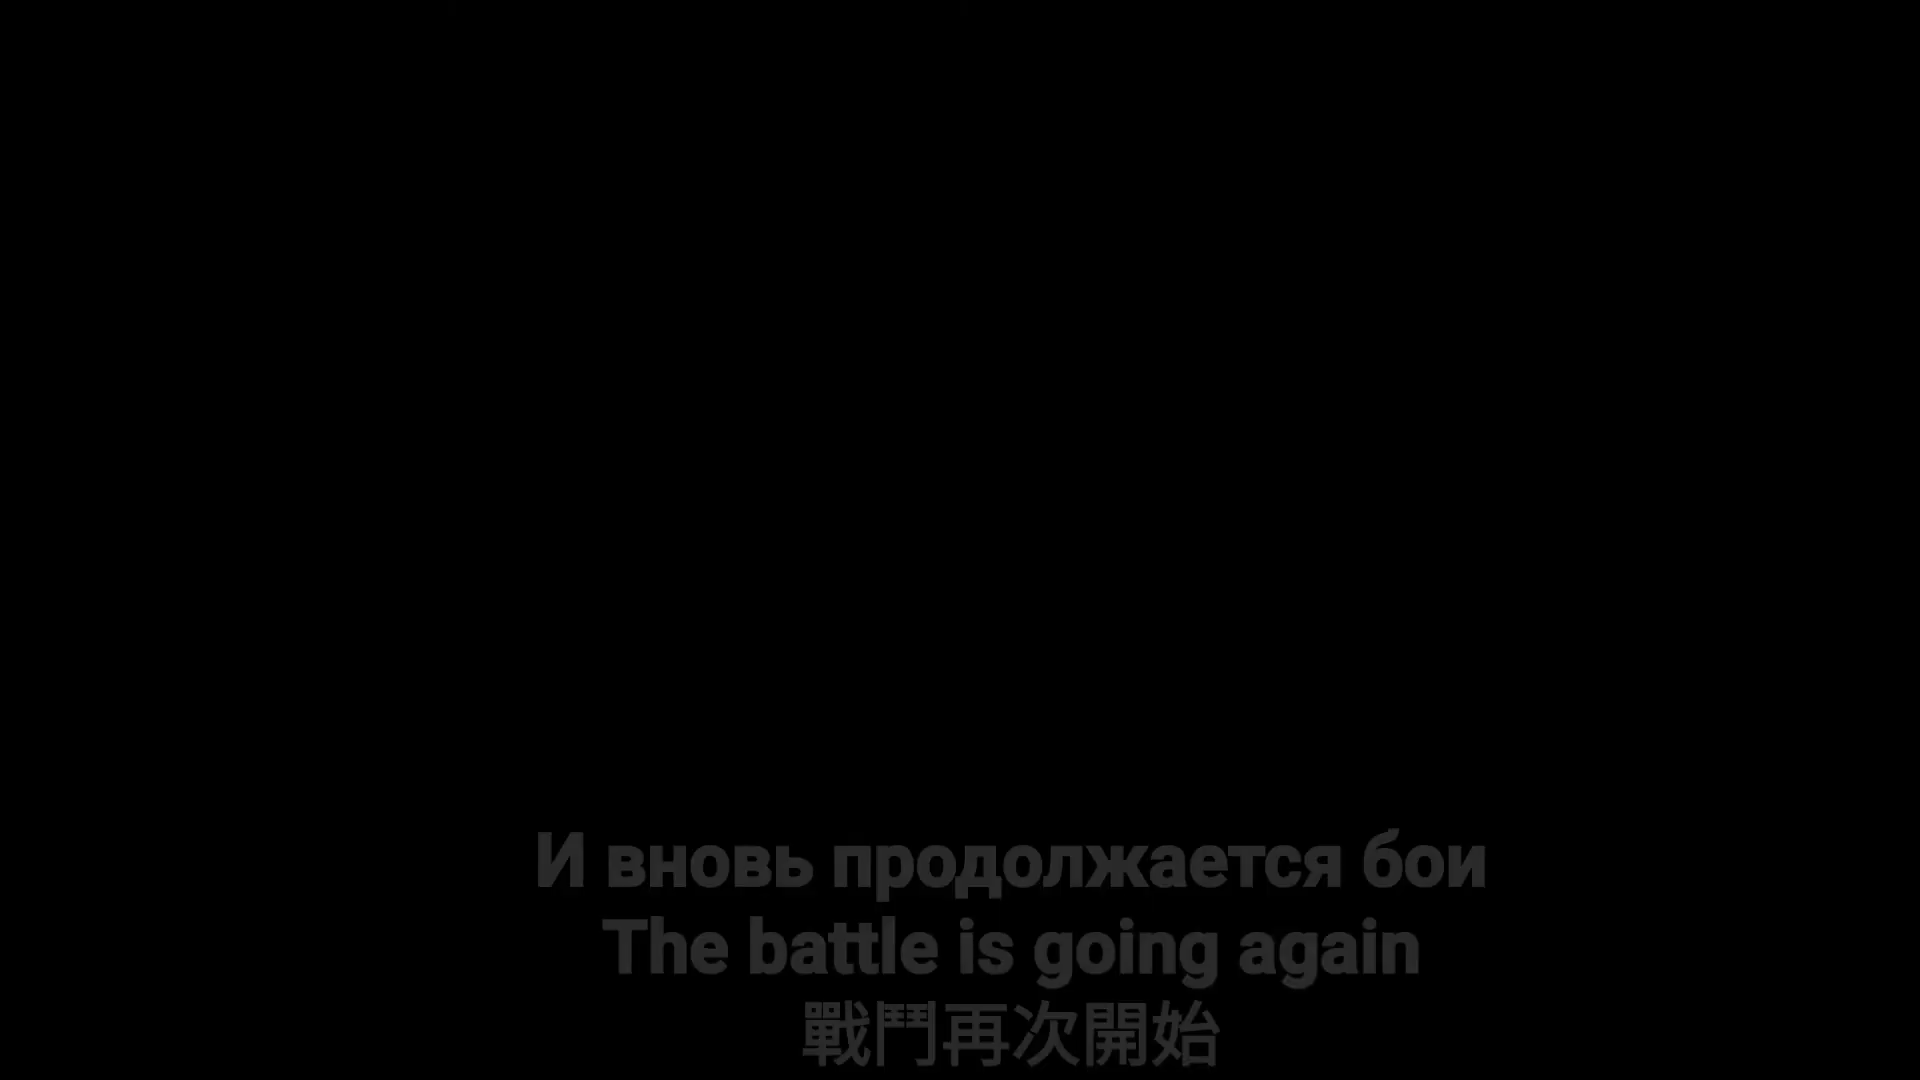 И вновь продолжается бои
The battle is going again
戰鬥再次開始